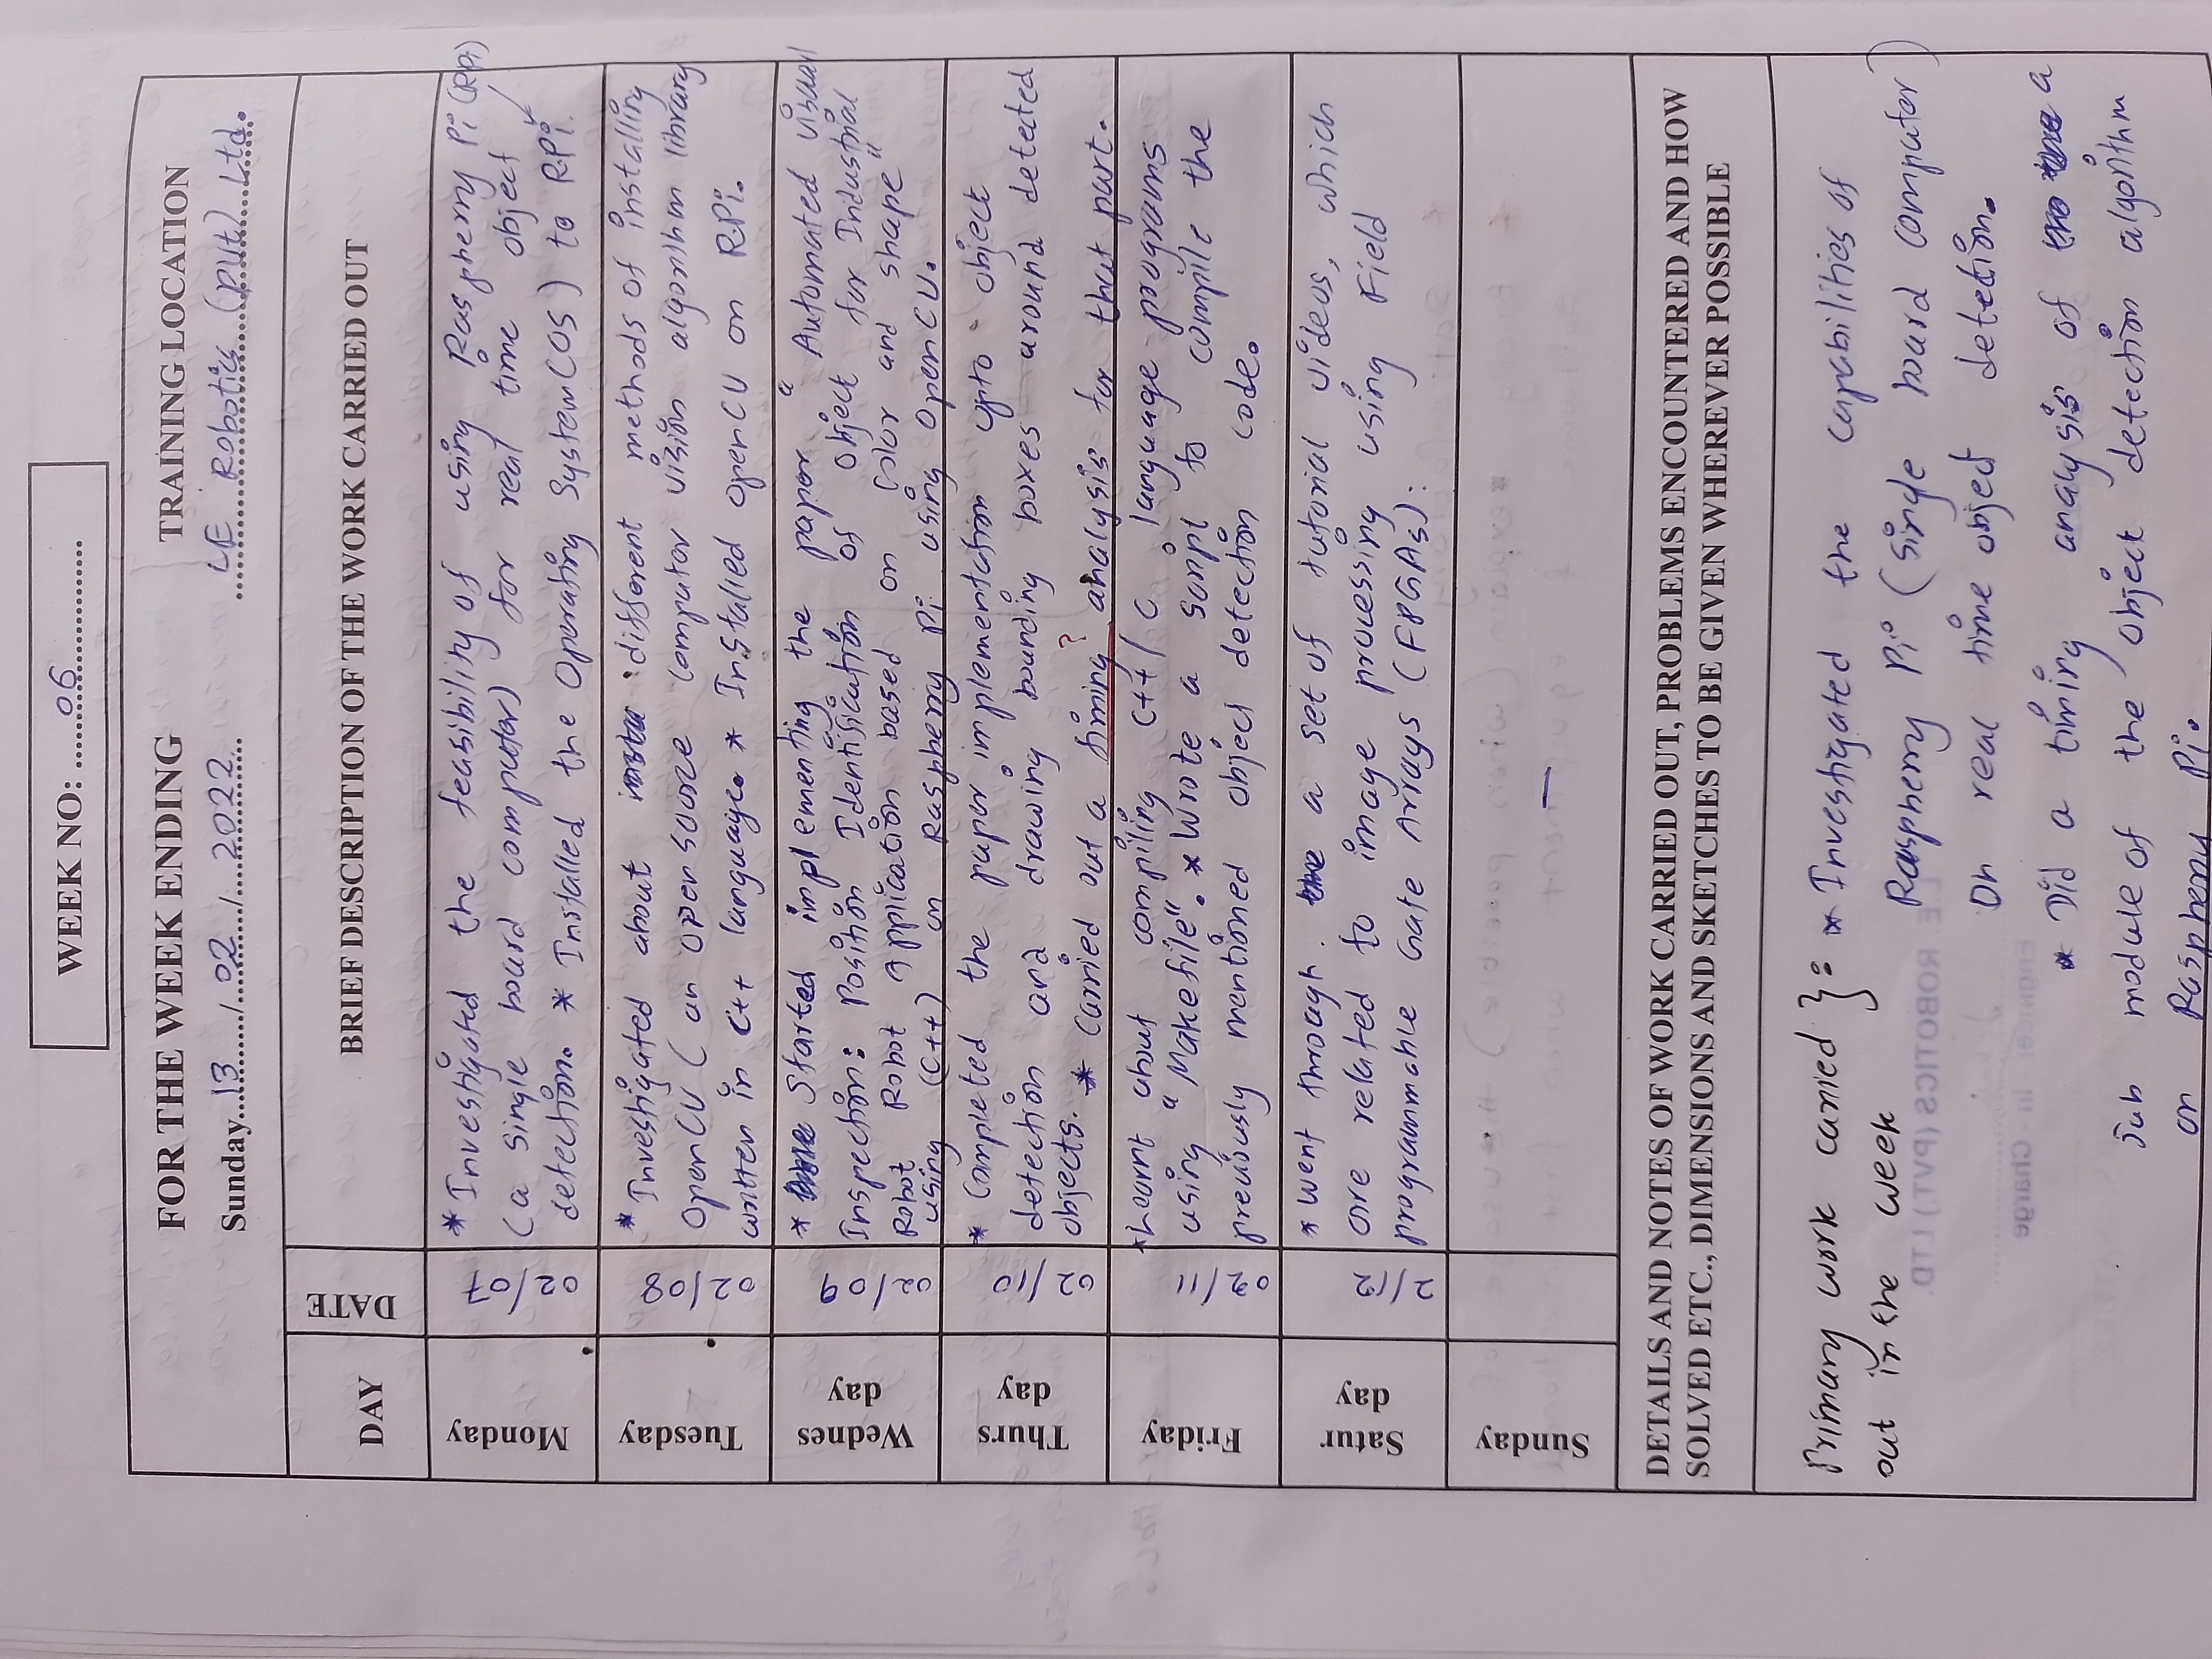 WEEK NO: ....06....
FOR THE WEEK ENDING
TRAINING LOCATION
Sunday...13..../...02..../...2022...
LE Robotics (pvt) Ltd.
DAY
DATE
BRIEF DESCRIPTION OF THE WORK CARRIED OUT
Monday
02/07
* Investigated the feasibility of using Raspberry Pi (RPi)
(a single board computer) for real time object
detection. * Installed the Operating System (OS) to R.Pi.
Tuesday
02/08
* Investigated about different methods of installing
OpenCV ( an open source computer vision algorithm library
written in C++ language. * Installed OpenCV on R.Pi.
Wednes
day
02/09
* Started implementing the paper " Automated visual
Inspection: Position Identification of Object for Industrial
Robot Robot Application based on Color and shape"
using (C++) on Raspberry Pi using OpenCV.
Thurs
day
02/10
* Completed the paper implementation upto object
detection and drawing bounding boxes around detected
objects. * Carried out a timing ? analysis for that part.
Friday
02/11
* Learnt about compiling C++/ C language programs
using "Makefile". * Wrote a script to compile the
previously mentioned object detection code.
Satur
day
2/12
* Went through. a set of tutorial videos, which
are related to image processing using Field
programmable Gate Arrays (FPGAs).
Sunday
—
DETAILS AND NOTES OF WORK CARRIED OUT, PROBLEMS ENCOUNTERED AND HOW
SOLVED ETC., DIMENSIONS AND SKETCHES TO BE GIVEN WHEREVER POSSIBLE
Primary work carried }: * Investigated the capabilities of
out in the week
Raspberry Pi (Single board computer)
on real time object detection.
* Did a timing analysis of a
sub module of the object detection algorithm
on Raspberry Pi.